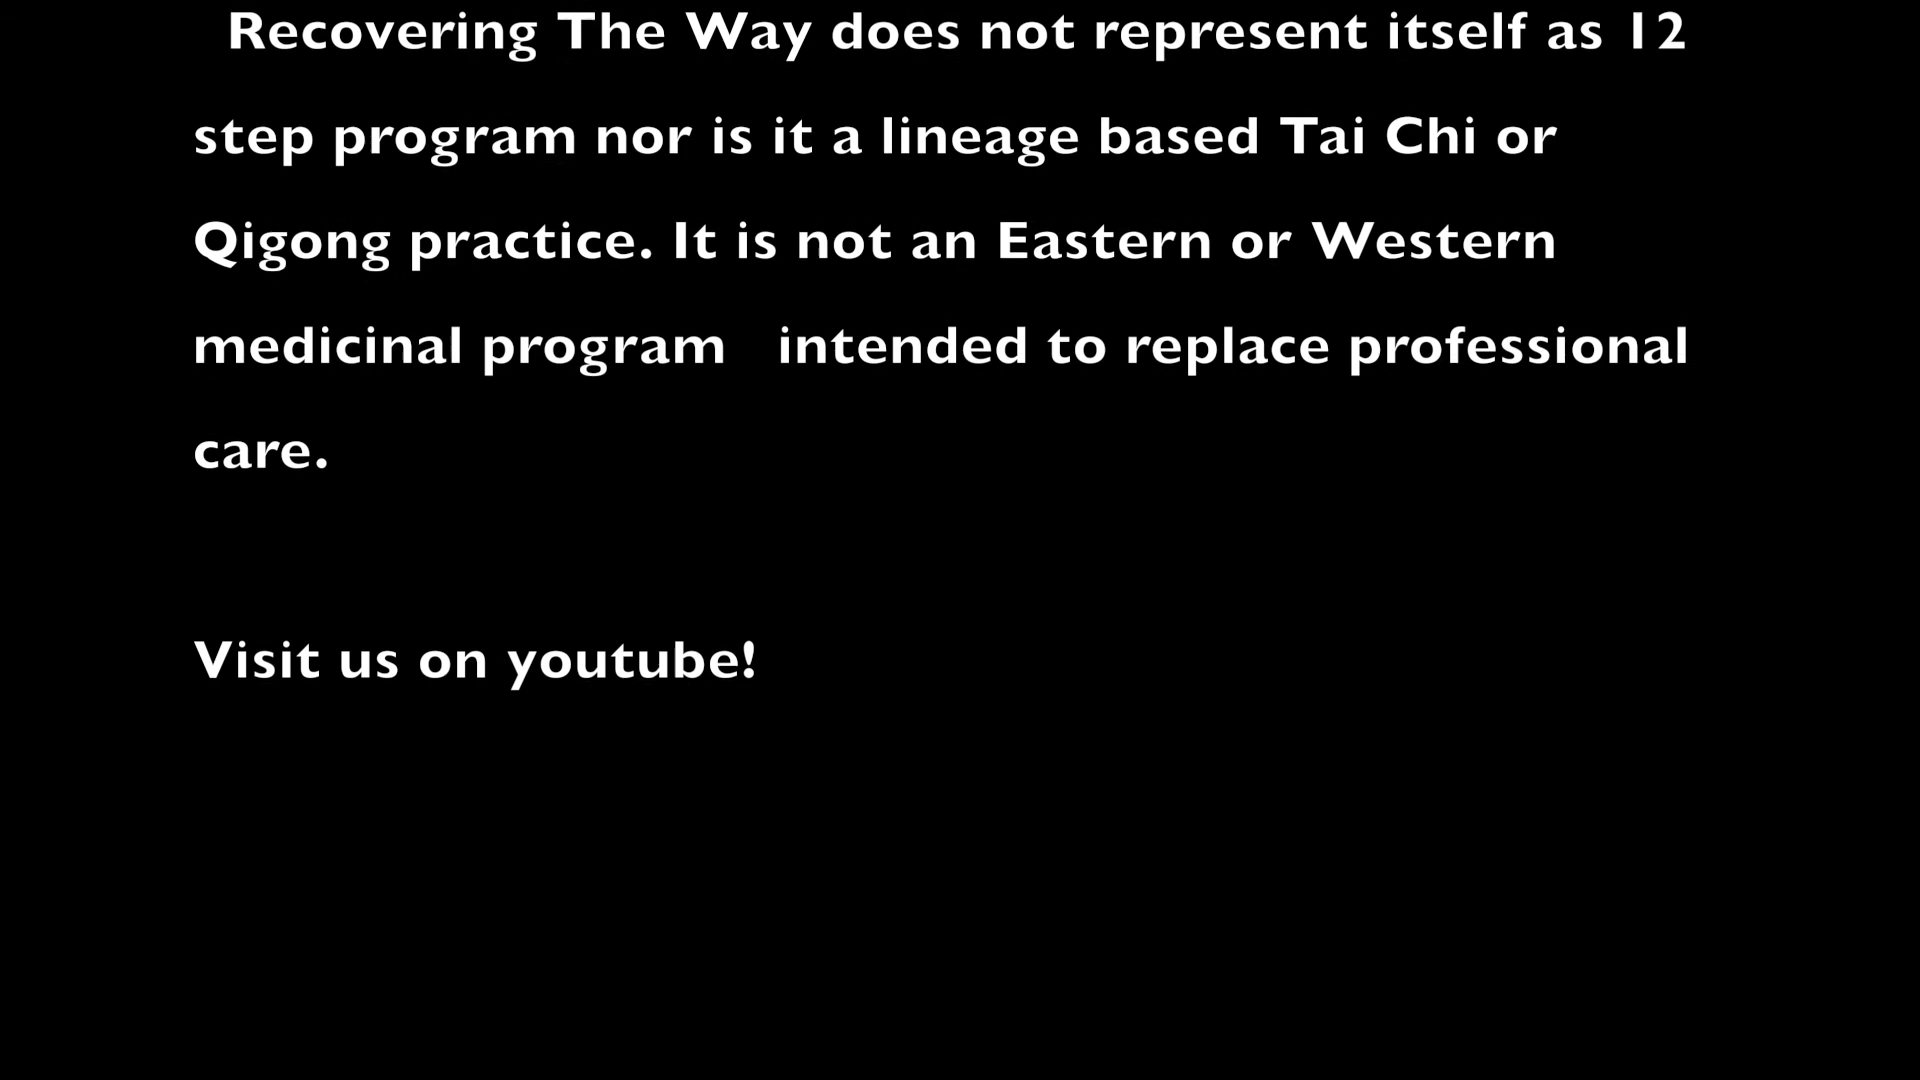 Recovering The Way does not represent itself as 12
step program nor is it a lineage based Tai Chi or
Qigong practice. It is not an Eastern or Western
medicinal program   intended to replace professional
care.
Visit us on youtube!